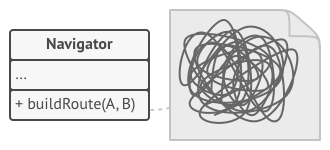 Navigator
...
+ buildRoute(A, B)